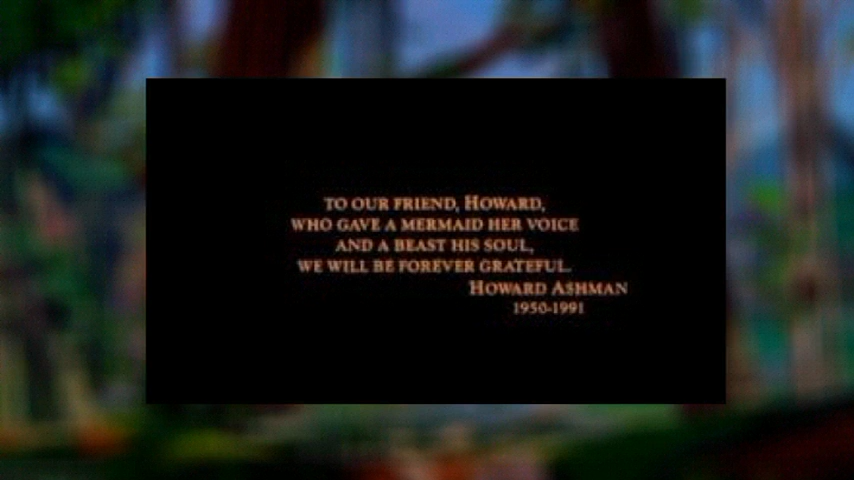 TO OUR FRIEND, HOWARD,
WHO GAVE A MERMAID HER VOICE
AND A BEAST HIS SOUL,
WE WILL BE FOREVER GRATEFUL.
HOWARD ASHMAN
1950-1991